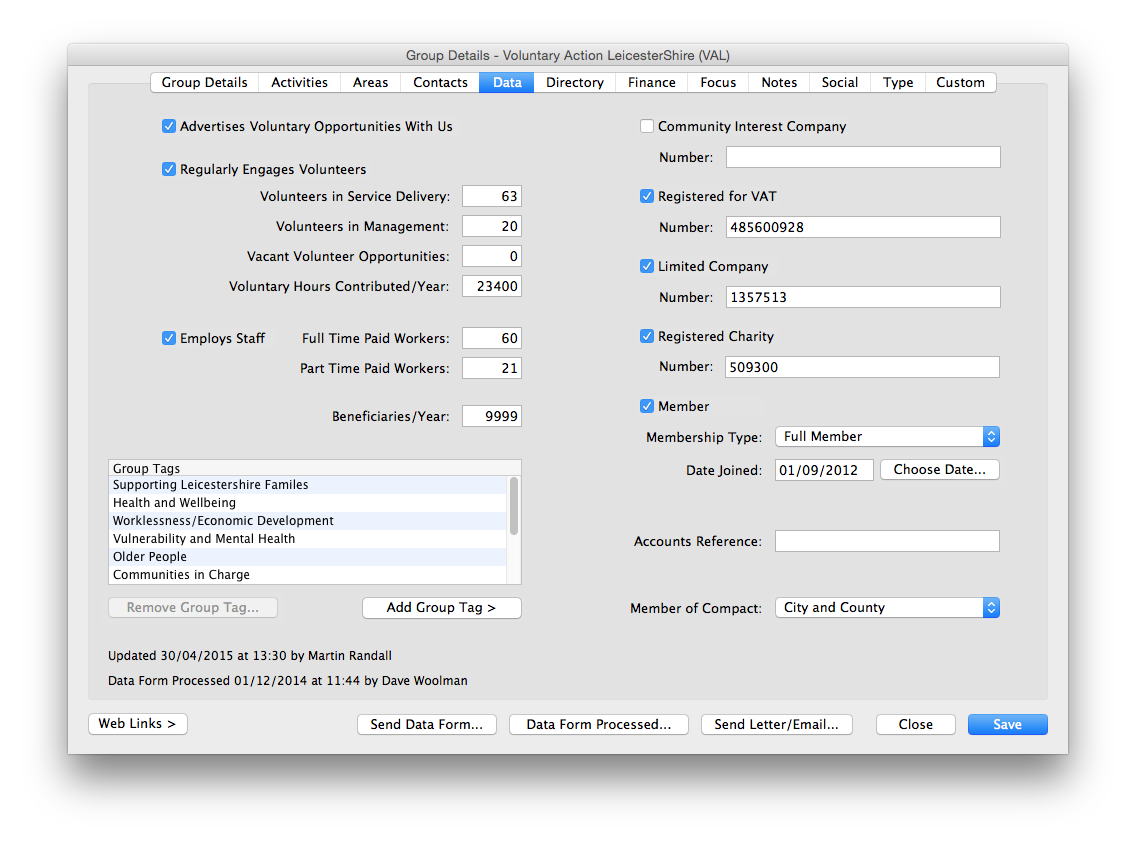 Group Details - Voluntary Action LeicesterShire (VAL)
Group Details Activities Areas Contacts Data Directory Finance Focus Notes Social Type Custom
Advertises Voluntary Opportunities With Us
Regularly Engages Volunteers
Volunteers in Service Delivery: 63
Volunteers in Management: 20
Vacant Volunteer Opportunities: 0
Voluntary Hours Contributed/Year: 23400
Employs Staff Full Time Paid Workers: 60
Part Time Paid Workers: 21
Beneficiaries/Year: 9999
Group Tags
Supporting Leicestershire Familes
Health and Wellbeing
Worklessness/Economic Development
Vulnerability and Mental Health
Older People
Communities in Charge
Remove Group Tag... Add Group Tag >
Updated 30/04/2015 at 13:30 by Martin Randall
Data Form Processed 01/12/2014 at 11:44 by Dave Woolman
Community Interest Company
Number:
Registered for VAT
Number: 485600928
Limited Company
Number: 1357513
Registered Charity
Number: 509300
Member
Membership Type: Full Member
Date Joined: 01/09/2012 Choose Date...
Accounts Reference:
Member of Compact: City and County
Web Links > Send Data Form... Data Form Processed... Send Letter/Email... Close Save